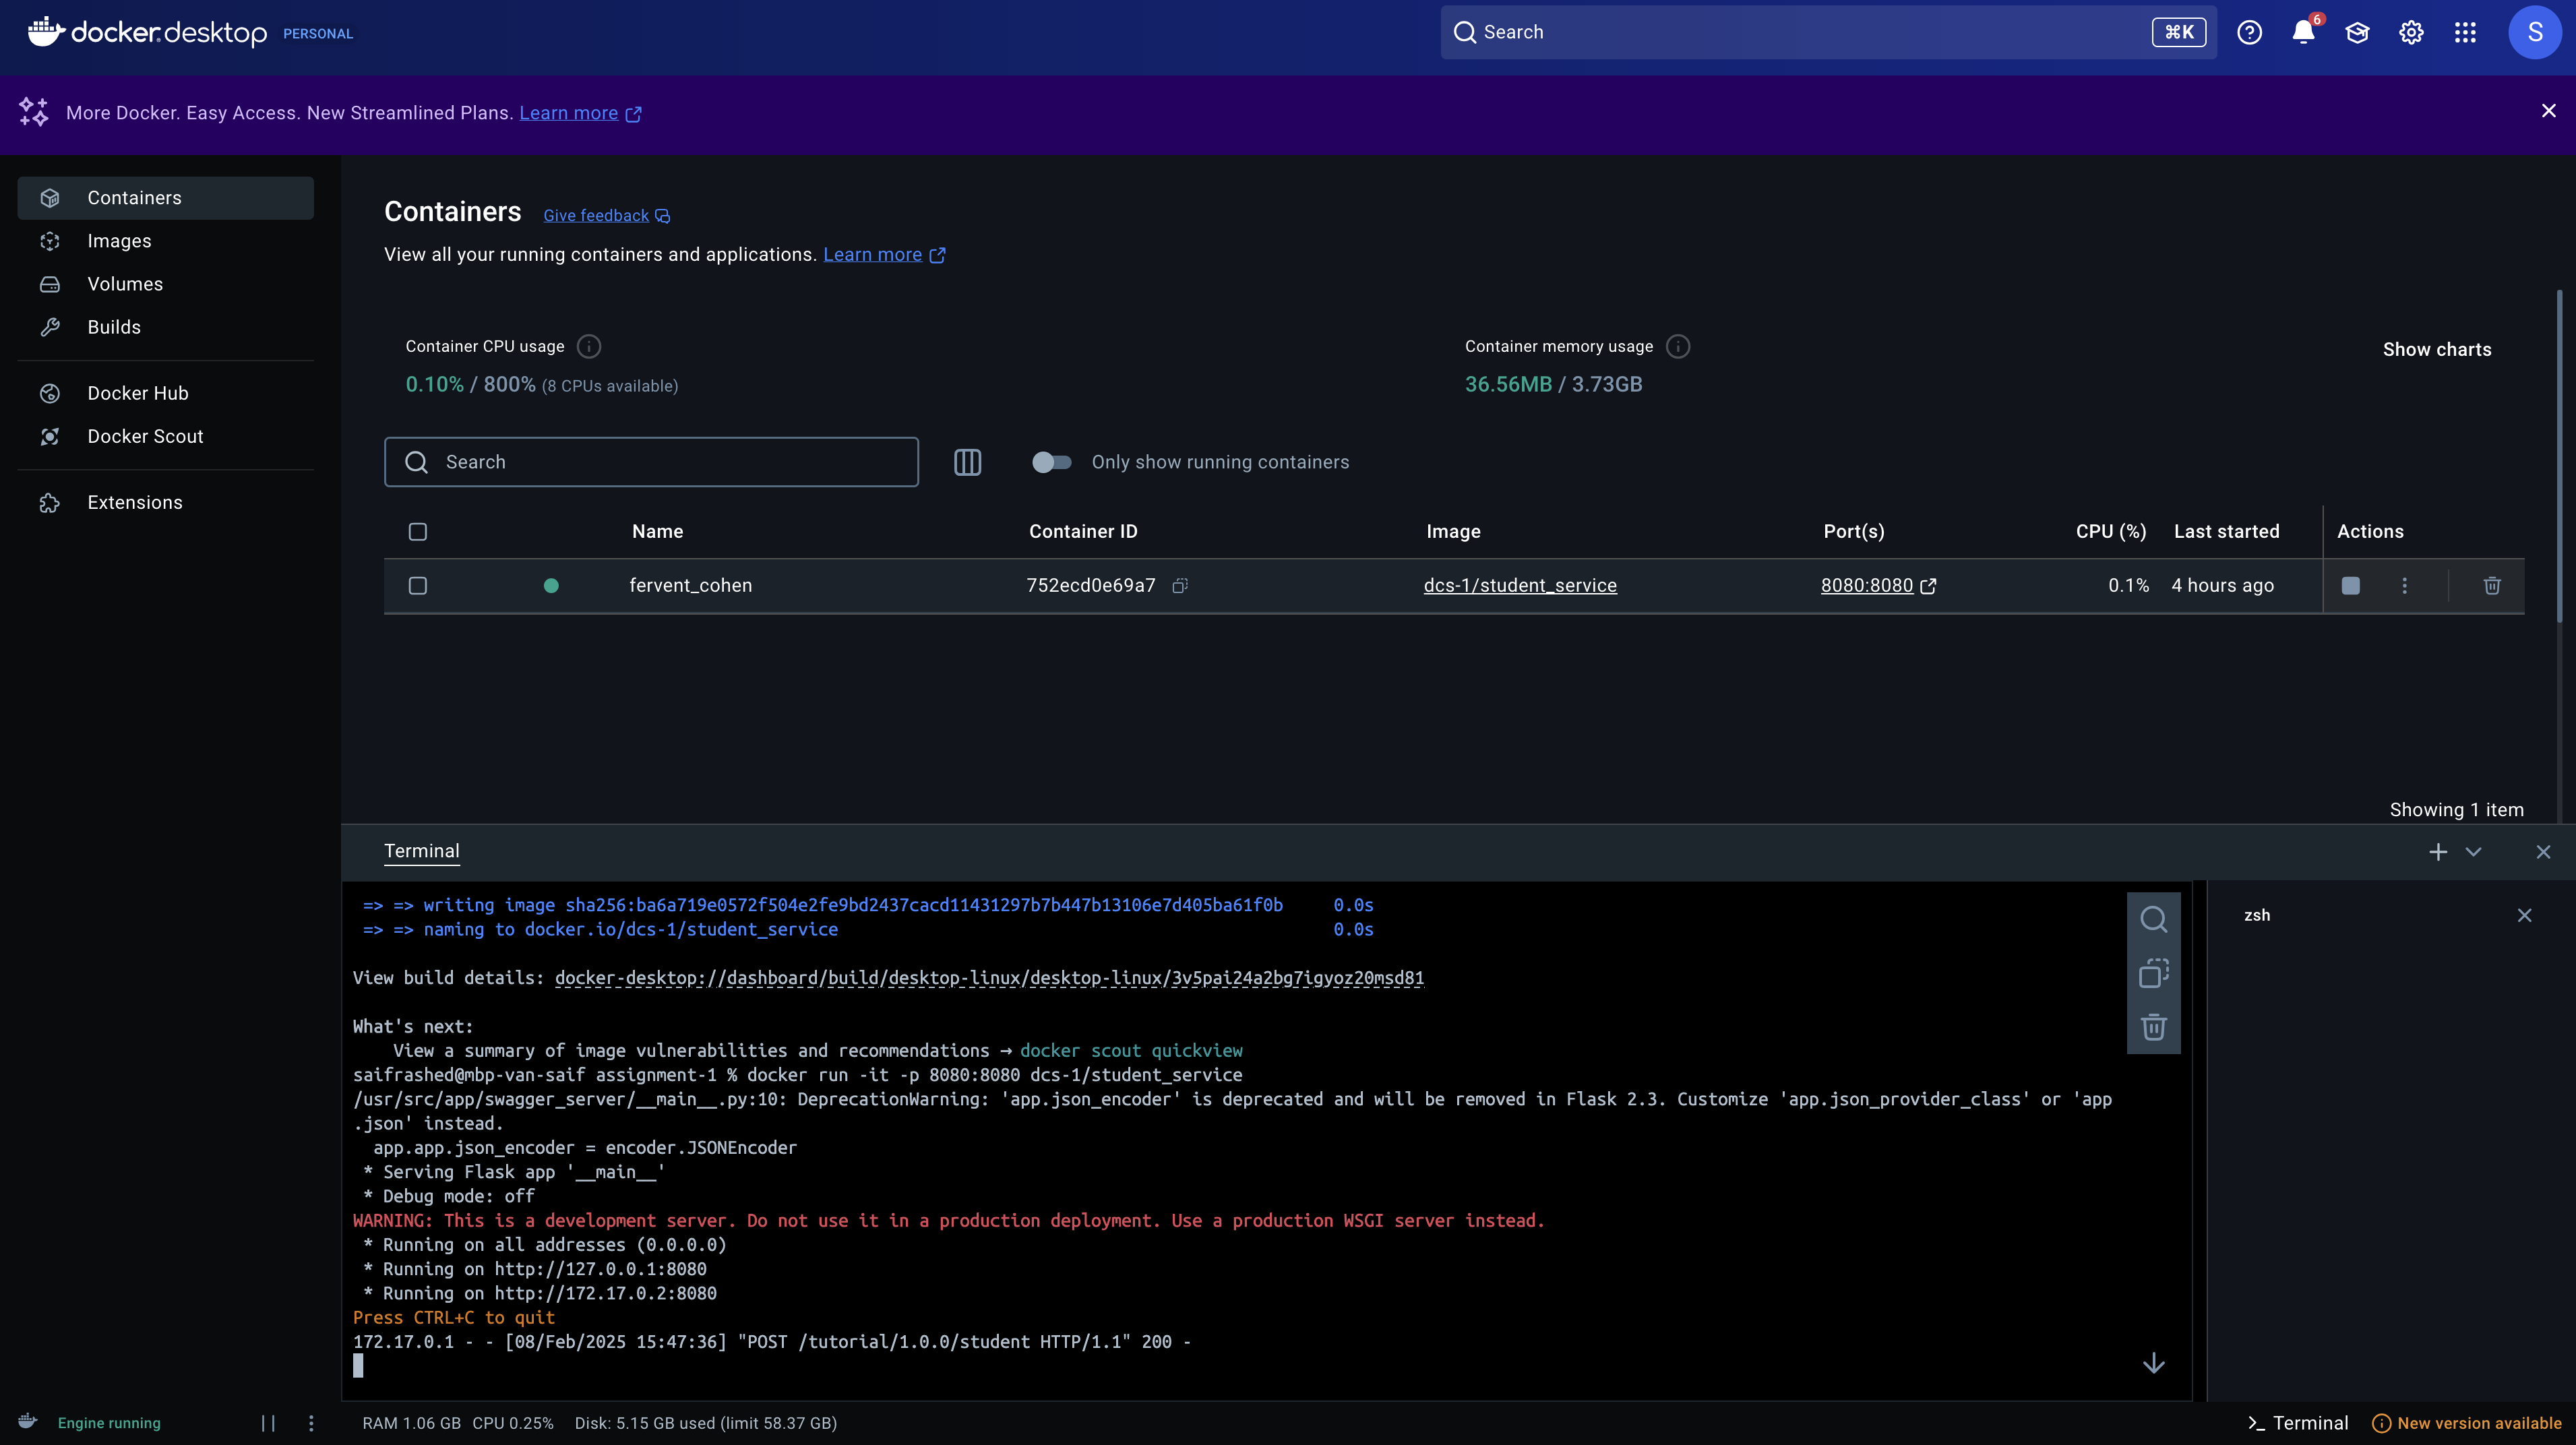 docker.desktop PERSONAL
Search ⌘K
6
S
More Docker. Easy Access. New Streamlined Plans. Learn more
Containers
Images
Volumes
Builds
Docker Hub
Docker Scout
Extensions
Containers Give feedback
View all your running containers and applications. Learn more
Container CPU usage
0.10% / 800% (8 CPUs available)
Container memory usage
36.56MB / 3.73GB
Show charts
Search
Only show running containers
Name Container ID Image Port(s) CPU (%) Last started Actions
fervent_cohen 752ecd0e69a7 dcs-1/student_service 8080:8080 0.1% 4 hours ago
Showing 1 item
Terminal
=> => writing image sha256:ba6a719e0572f504e2fe9bd2437cacd11431297b7b447b13106e7d405ba61f0b 0.0s
=> => naming to docker.io/dcs-1/student_service 0.0s
View build details: docker-desktop://dashboard/build/desktop-linux/desktop-linux/3v5pai24a2bg7igyoz20msd81
What's next:
View a summary of image vulnerabilities and recommendations → docker scout quickview
saifrashed@mbp-van-saif assignment-1 % docker run -it -p 8080:8080 dcs-1/student_service
/usr/src/app/swagger_server/__main__.py:10: DeprecationWarning: 'app.json_encoder' is deprecated and will be removed in Flask 2.3. Customize 'app.json_provider_class' or 'app
.json' instead.
app.app.json_encoder = encoder.JSONEncoder
* Serving Flask app '__main__'
* Debug mode: off
WARNING: This is a development server. Do not use it in a production deployment. Use a production WSGI server instead.
* Running on all addresses (0.0.0.0)
* Running on http://127.0.0.1:8080
* Running on http://172.17.0.2:8080
Press CTRL+C to quit
172.17.0.1 - - [08/Feb/2025 15:47:36] "POST /tutorial/1.0.0/student HTTP/1.1" 200 -
zsh
Engine running
RAM 1.06 GB CPU 0.25% Disk: 5.15 GB used (limit 58.37 GB)
>_ Terminal
New version available